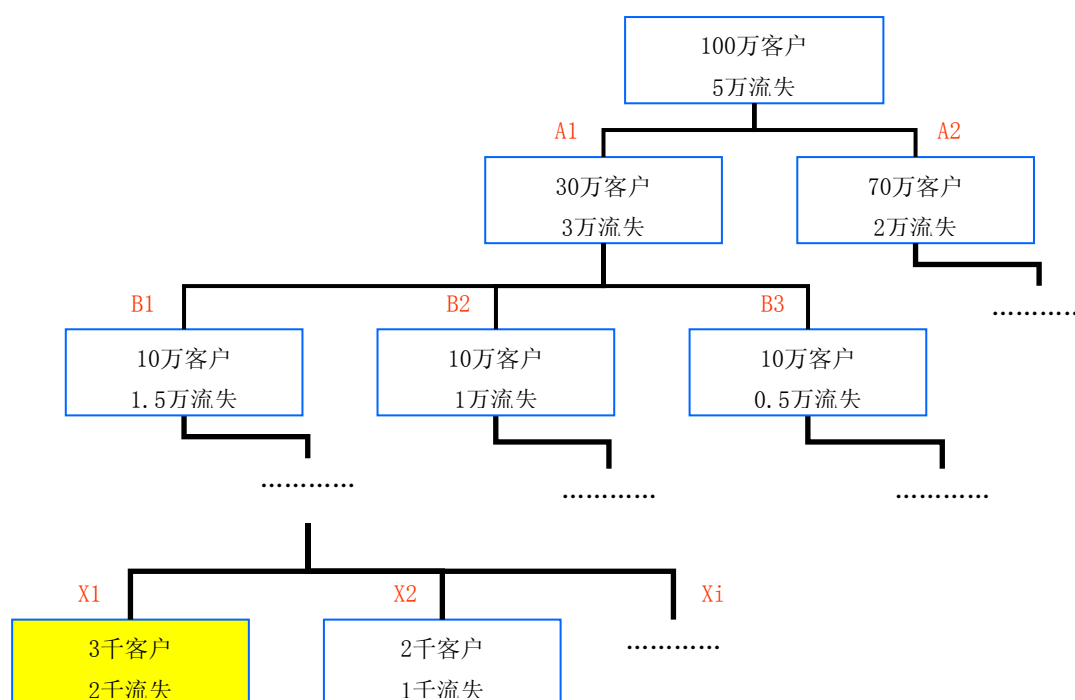 100万客户
5万流失
A1
A2
30万客户
3万流失
70万客户
2万流失
B1
B2
B3
…………
10万客户
1.5万流失
10万客户
1万流失
10万客户
0.5万流失
…………
…………
…………
X1
X2
Xi
3千客户
2千流失
2千客户
1千流失
…………